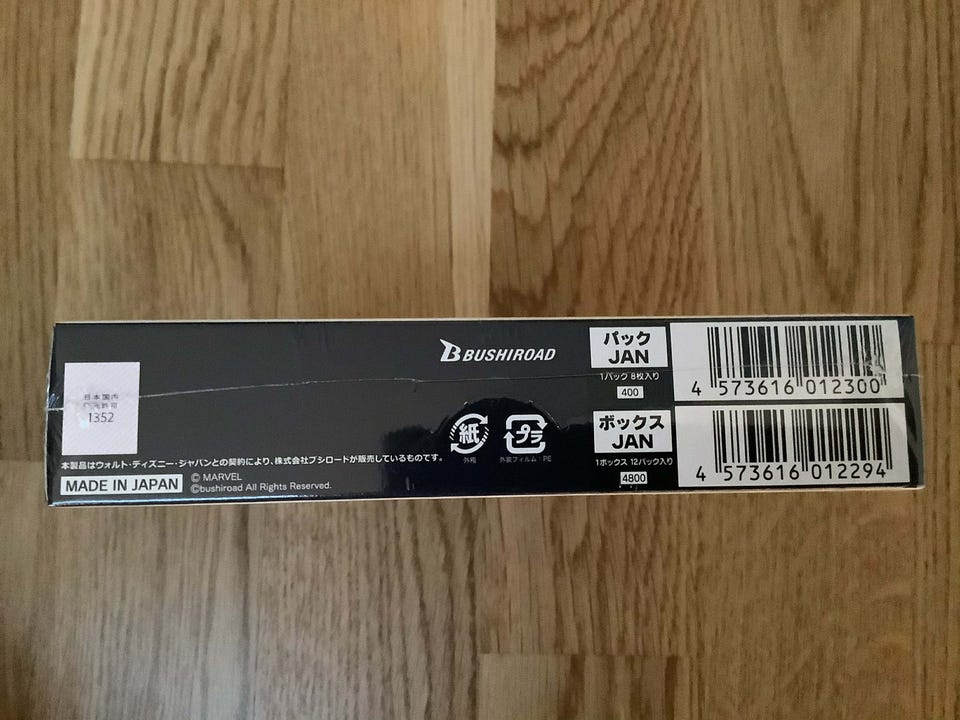 日本国内
1352
本製品はウォルト・ディズニー・ジャパンとの契約により、株式会社ブシロードが販売しているものです。
MADE IN JAPAN
© MARVEL
©bushiroad All Rights Reserved.
BUSHIROAD
紙
外箱
プラ
外装フィルム:PE
パック
JAN
1パック 8枚入り
400
4 573616 012300
ボックス
JAN
1ボックス 12パック入り
4800
4 573616 012294